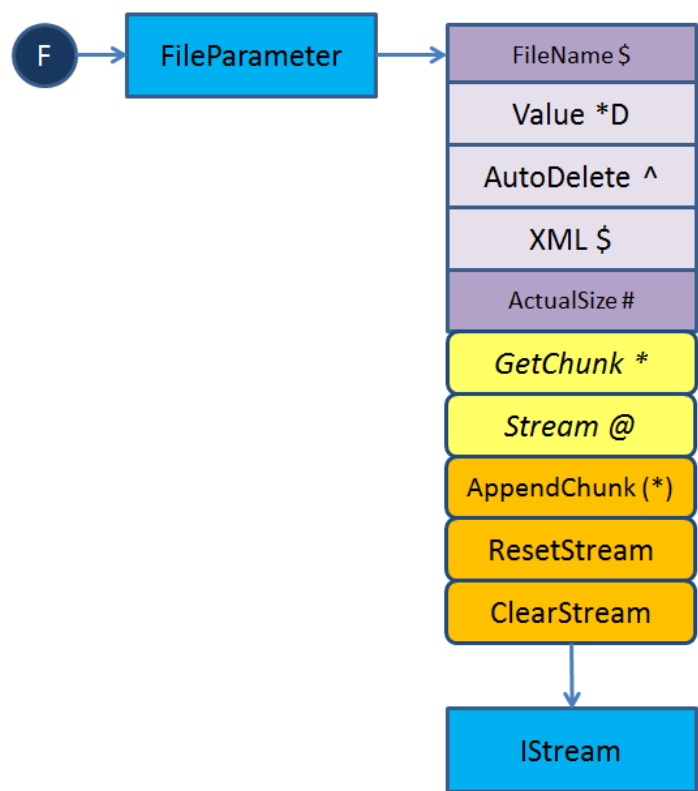 F
FileParameter
FileName $
Value *D
AutoDelete ^
XML $
ActualSize #
GetChunk *
Stream @
AppendChunk (*)
ResetStream
ClearStream
IStream